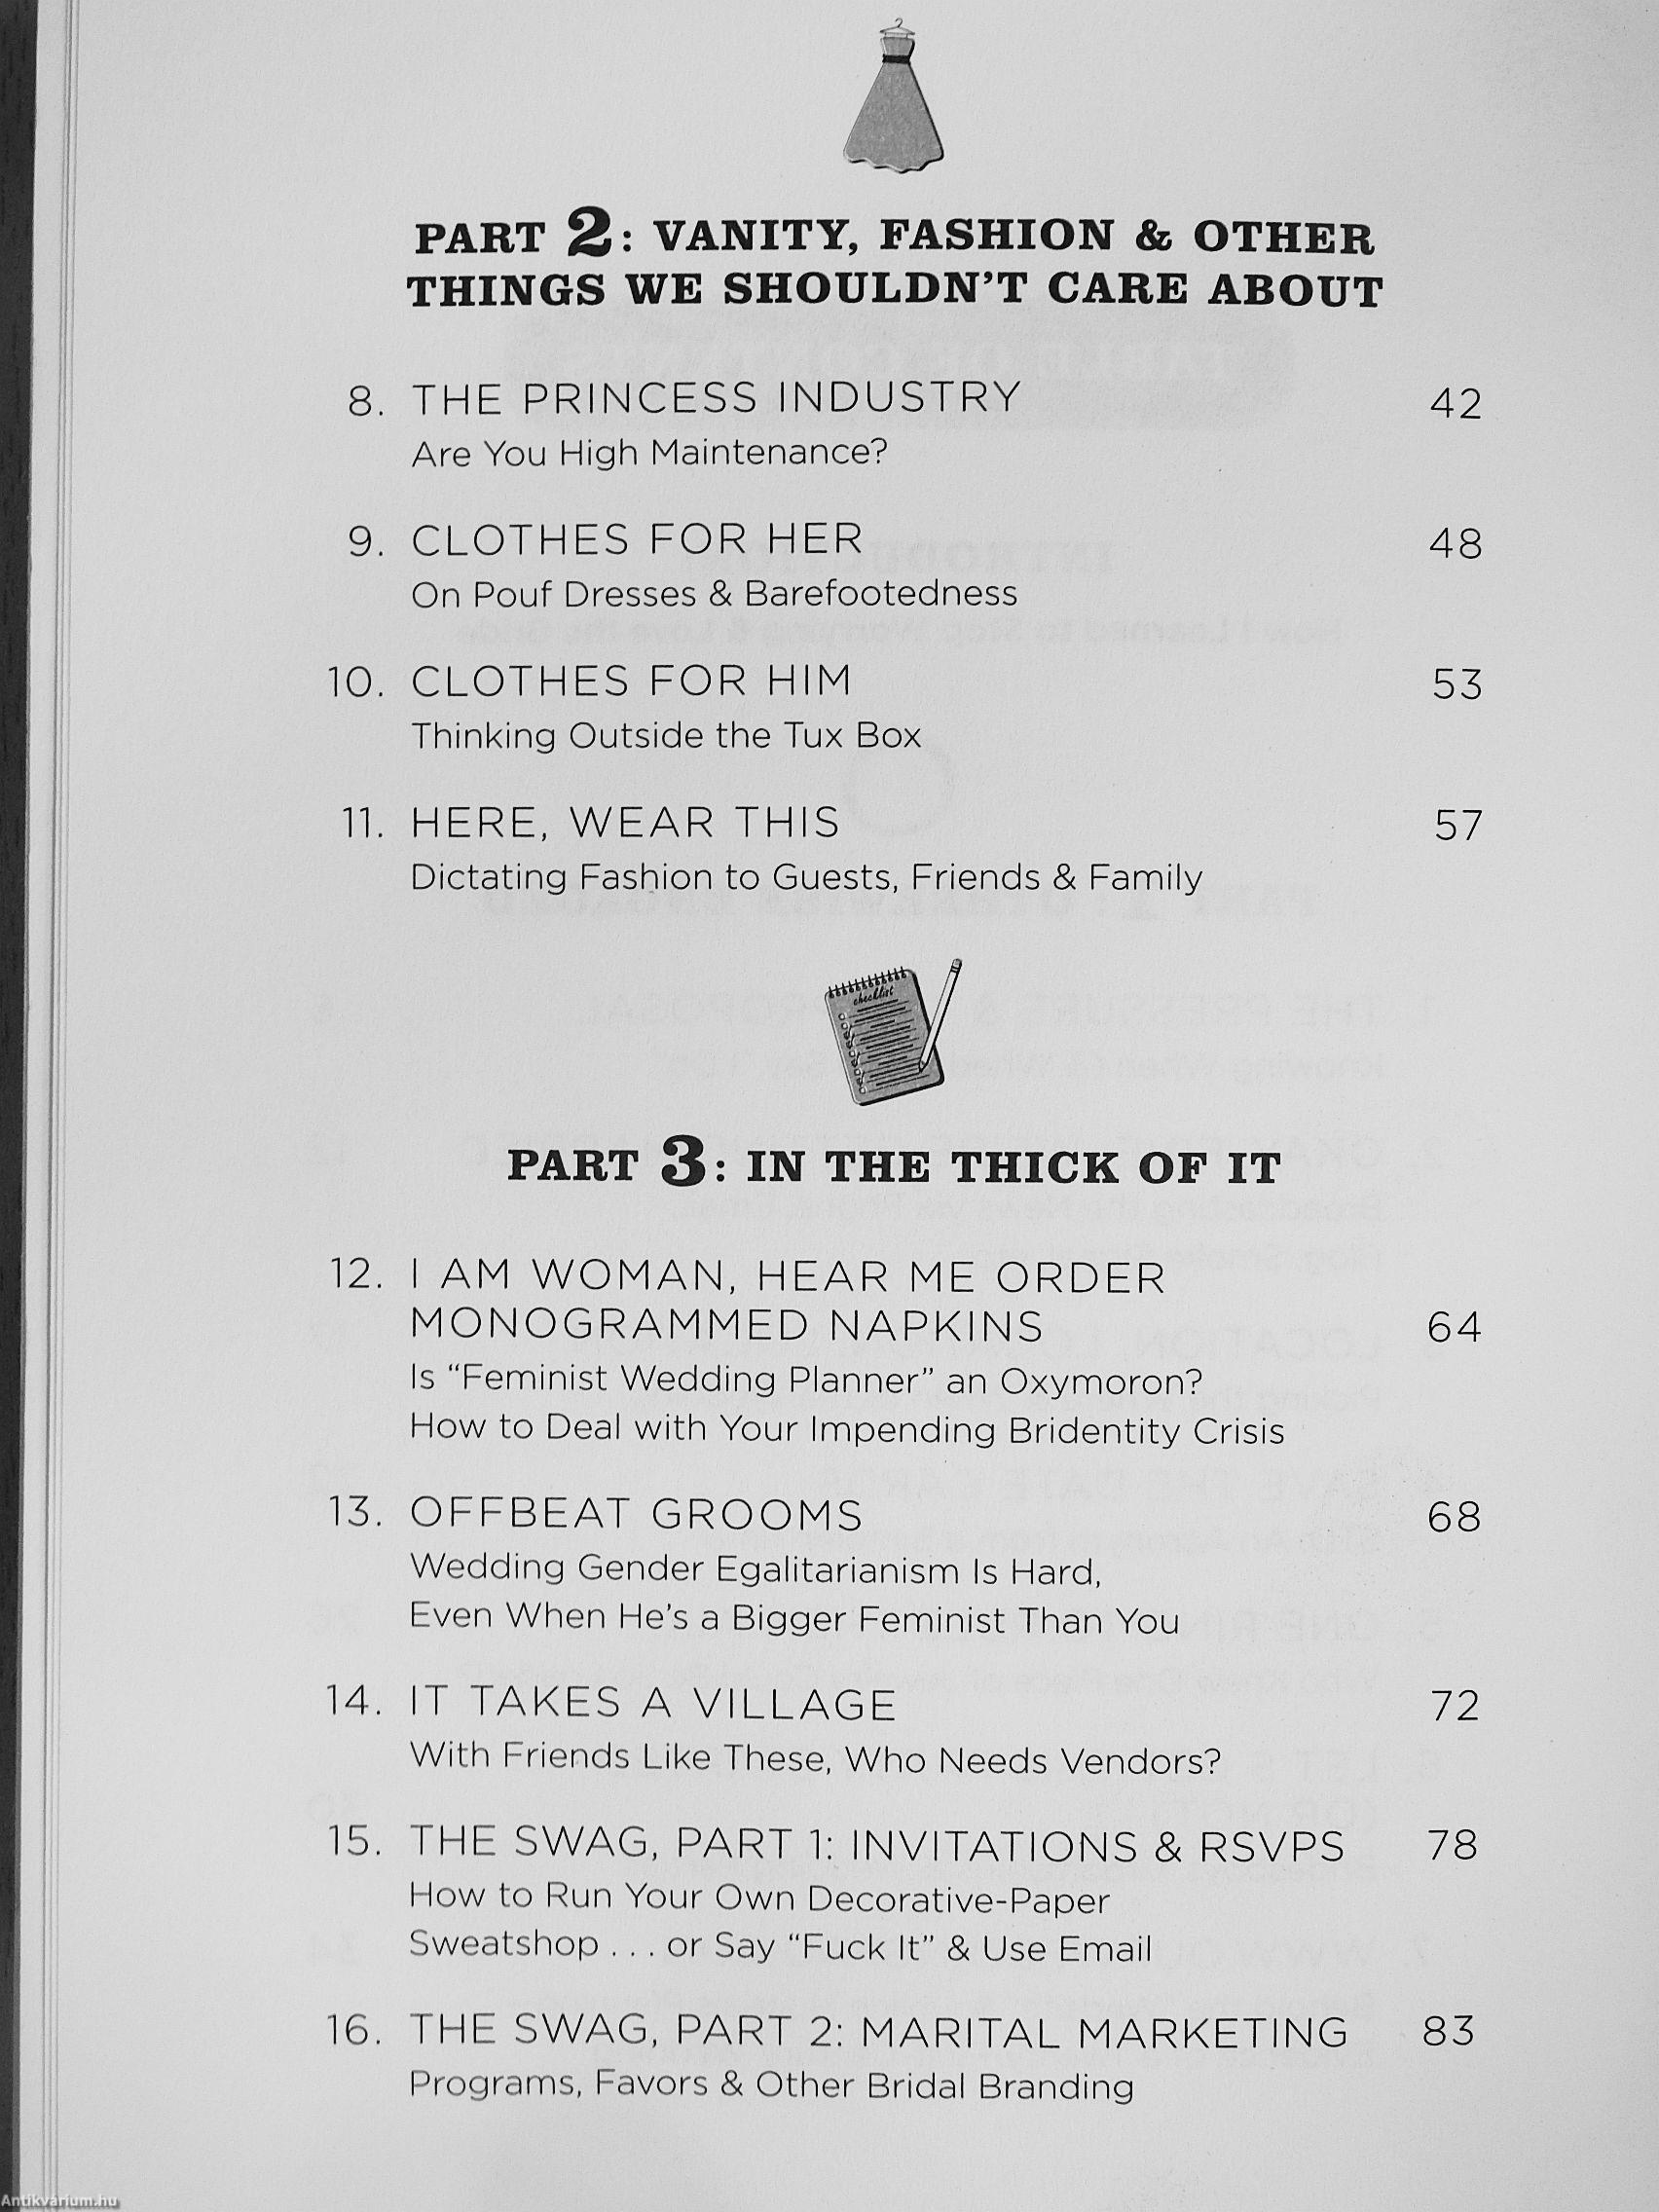 PART 2: VANITY, FASHION & OTHER
THINGS WE SHOULDN'T CARE ABOUT
8. THE PRINCESS INDUSTRY 42
Are You High Maintenance?
9. CLOTHES FOR HER 48
On Pouf Dresses & Barefootedness
10. CLOTHES FOR HIM 53
Thinking Outside the Tux Box
11. HERE, WEAR THIS 57
Dictating Fashion to Guests, Friends & Family
checklist
PART 3: IN THE THICK OF IT
12. I AM WOMAN, HEAR ME ORDER
MONOGRAMMED NAPKINS 64
Is “Feminist Wedding Planner” an Oxymoron?
How to Deal with Your Impending Bridentity Crisis
13. OFFBEAT GROOMS 68
Wedding Gender Egalitarianism Is Hard,
Even When He’s a Bigger Feminist Than You
14. IT TAKES A VILLAGE 72
With Friends Like These, Who Needs Vendors?
15. THE SWAG, PART 1: INVITATIONS & RSVPS 78
How to Run Your Own Decorative-Paper
Sweatshop . . . or Say “Fuck It” & Use Email
16. THE SWAG, PART 2: MARITAL MARKETING 83
Programs, Favors & Other Bridal Branding
Antikvarium.hu